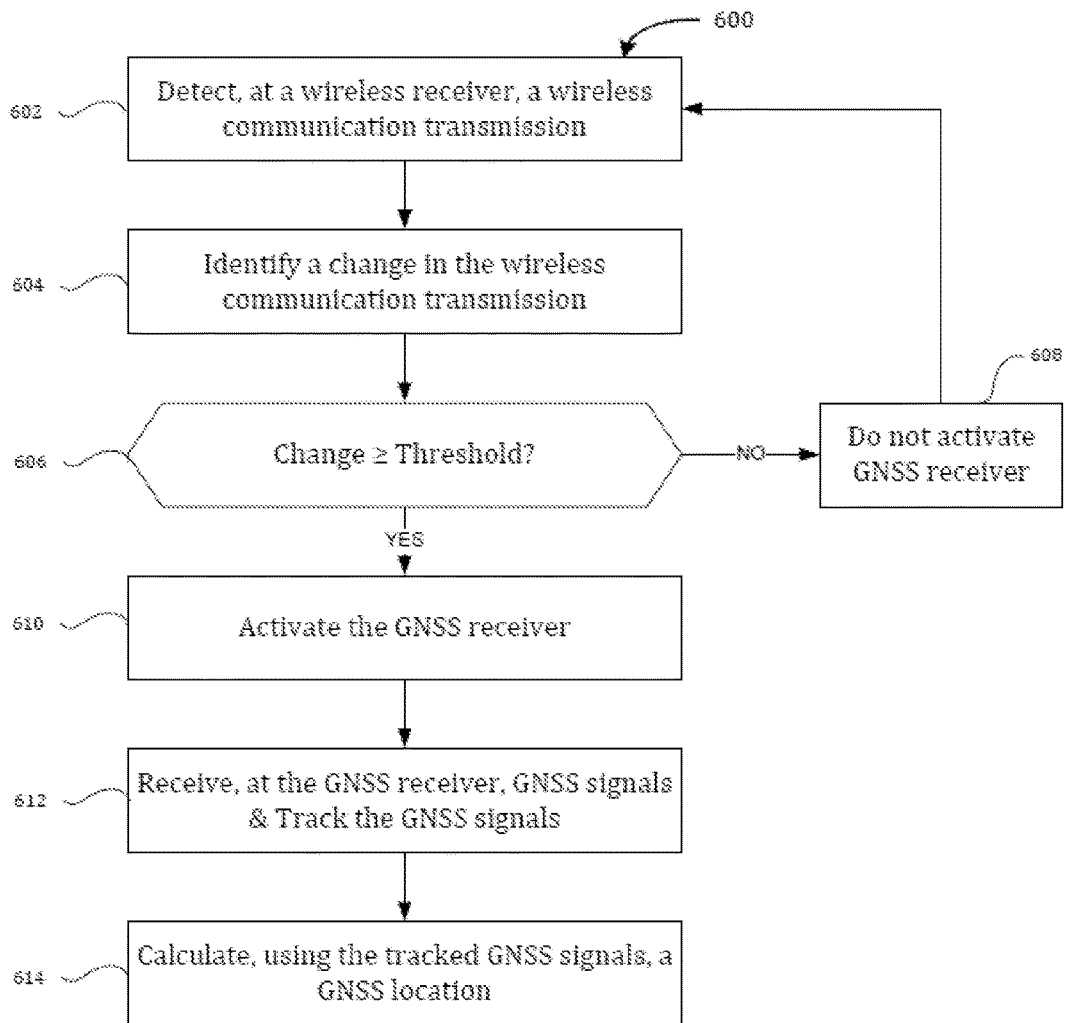 600
602
Detect, at a wireless receiver, a wireless
communication transmission
604
Identify a change in the wireless
communication transmission
606
Change ≥ Threshold?
NO
608
Do not activate
GNSS receiver
YES
610
Activate the GNSS receiver
612
Receive, at the GNSS receiver, GNSS signals
& Track the GNSS signals
614
Calculate, using the tracked GNSS signals, a
GNSS location